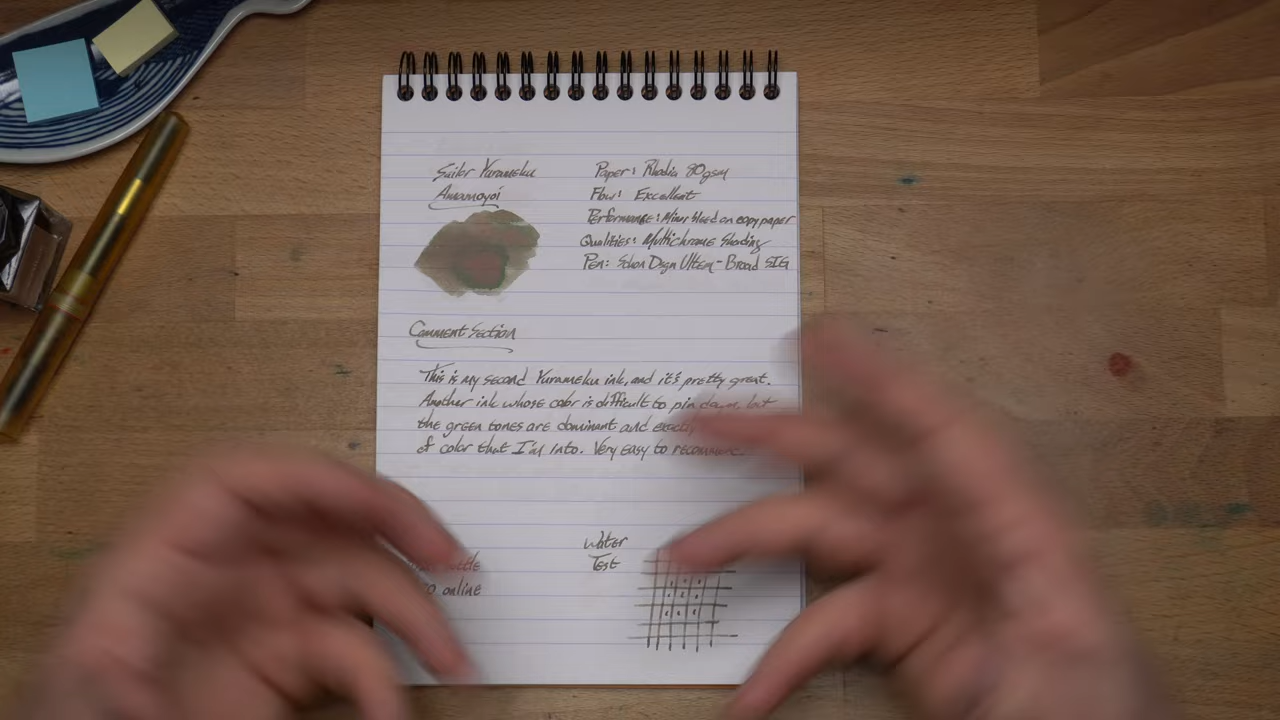 Sailor Yurameku
Amamoyoi
Paper: Rhodia 80gsm
Flow: Excellent
Performance: Minor bleed on copy paper
Qualities: Multichrome Shading
Pen: Schon Dsgn Ultem - Broad SIG
Comment Section
This is my second Yurameku ink, and it's pretty great.
Another ink whose color is difficult to pin down, but
the green tones are dominant and
of color that I'm into. Very easy to recommend.
Water
Test
online